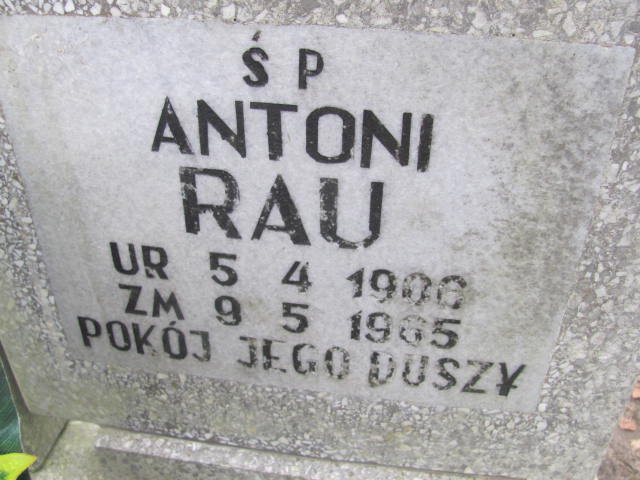 Ś P
ANTONI
RAU
UR 5 4 1906
ZM 9 5 1965
POKÓJ JEGO DUSZY